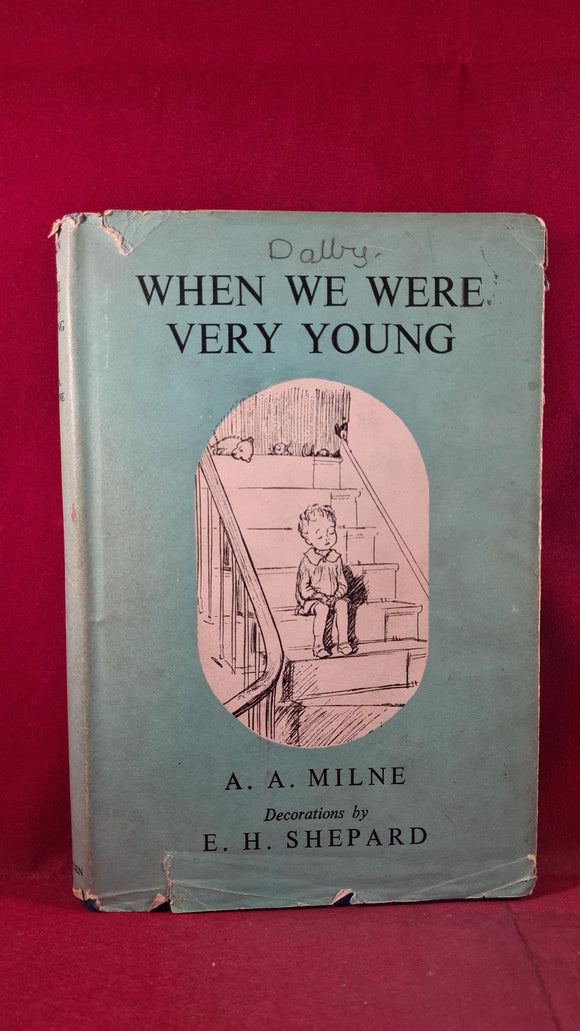 Dalby.
WHEN WE WERE
VERY YOUNG
A. A. MILNE
Decorations by
E. H. SHEPARD